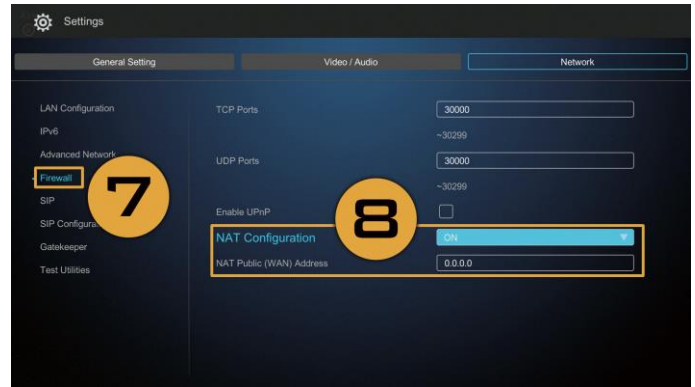 Settings
General Setting
Video / Audio
Network
LAN Configuration
IPv6
Advanced Network
Firewall
SIP
SIP
Gatekeeper
Test Utilities
7
TCP Ports
30000
~30299
UDP Ports
30000
~30299
Enable UPnP
8
NAT Configuration
ON
NAT Public (WAN) Address
0.0.0.0